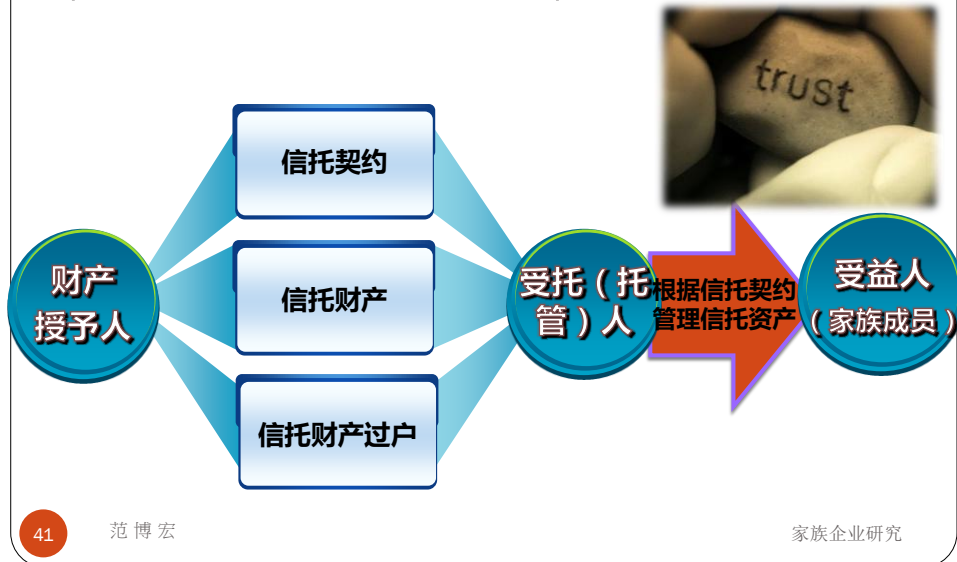 trust
信托契约
财产
授予人
信托财产
受托（托
管）人
根据信托契约
管理信托资产
受益人
（家族成员）
信托财产过户
41
范博宏
家族企业研究